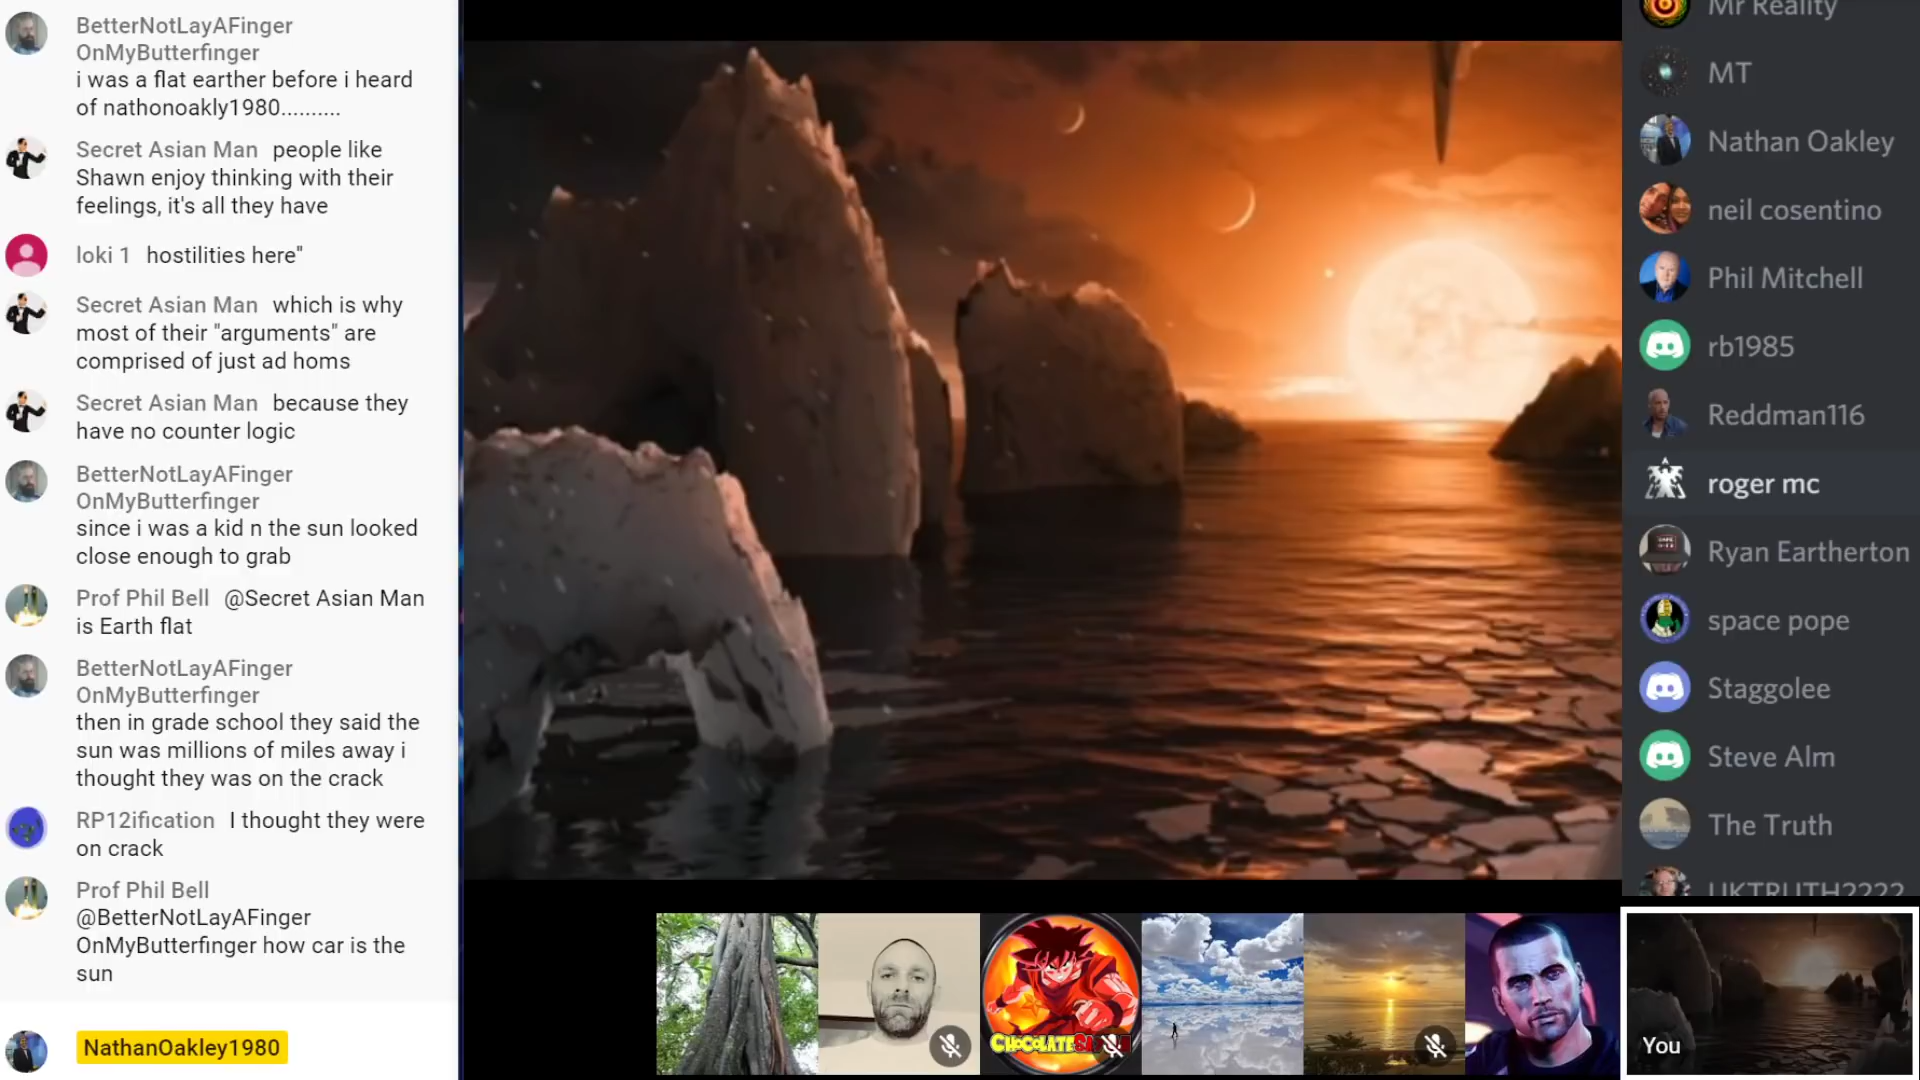 BetterNotLayAFinger
OnMyButterfinger
i was a flat earther before i heard
of nathonoakly1980..........
Secret Asian Man people like
Shawn enjoy thinking with their
feelings, it's all they have
loki 1 hostilities here"
Secret Asian Man which is why
most of their "arguments" are
comprised of just ad homs
Secret Asian Man because they
have no counter logic
BetterNotLayAFinger
OnMyButterfinger
since i was a kid n the sun looked
close enough to grab
Prof Phil Bell @Secret Asian Man
is Earth flat
BetterNotLayAFinger
OnMyButterfinger
then in grade school they said the
sun was millions of miles away i
thought they was on the crack
RP12ification I thought they were
on crack
Prof Phil Bell
@BetterNotLayAFinger
OnMyButterfinger how car is the
sun
NathanOakley1980
Mr Reality
MT
Nathan Oakley
neil cosentino
Phil Mitchell
rb1985
Reddman116
roger mc
Ryan Eartherton
space pope
Staggolee
Steve Alm
The Truth
UKTRUTH2222
You